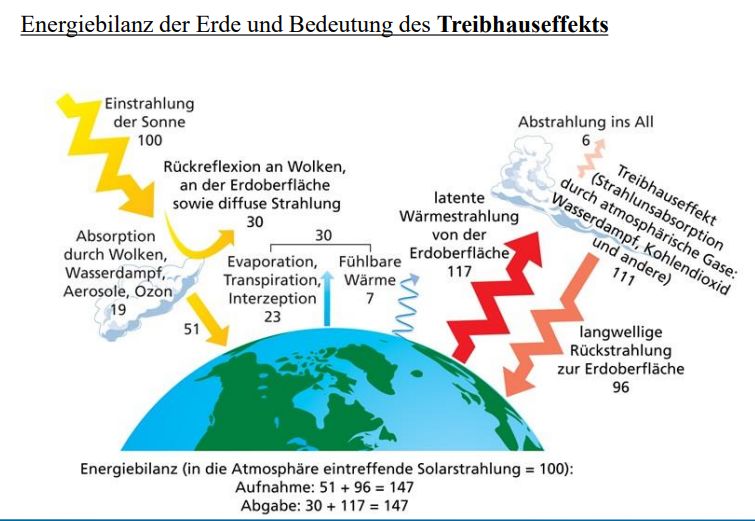 Energiebilanz der Erde und Bedeutung des Treibhauseffekts
Einstrahlung
der Sonne
100
Rückreflexion an Wolken,
an der Erdoberfläche
sowie diffuse Strahlung
30
Absorption
durch Wolken,
Wasserdampf,
Aerosole, Ozon
19
51
30
Evaporation,
Transpiration,
Interzeption
23
Fühlbare
Wärme
7
latente
Wärmestrahlung
von der
Erdoberfläche
117
Abstrahlung ins All
6
Treibhauseffekt
(Strahlunsabsorption
durch atmosphärische Gase:
Wasserdampf, Kohlendioxid
und andere)
111
langwellige
Rückstrahlung
zur Erdoberfläche
96
Energiebilanz (in die Atmosphäre eintreffende Solarstrahlung = 100):
Aufnahme: 51 + 96 = 147
Abgabe: 30 + 117 = 147